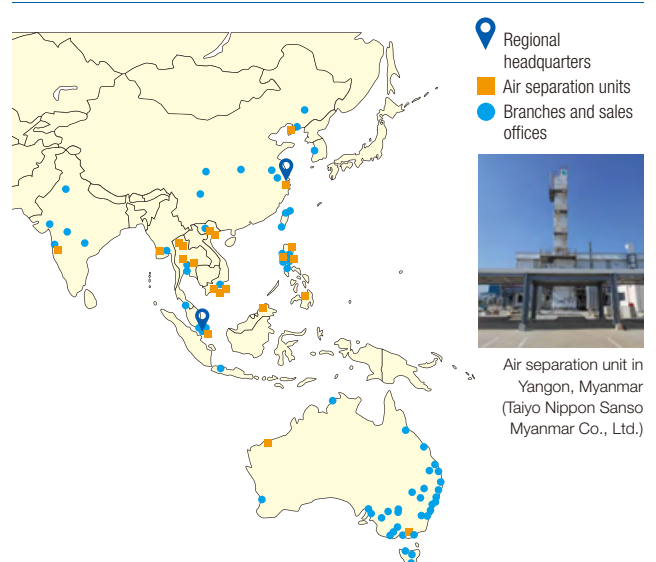 Regional
headquarters
Air separation units
Branches and sales
offices
Air separation unit in
Yangon, Myanmar
(Taiyo Nippon Sanso
Myanmar Co., Ltd.)